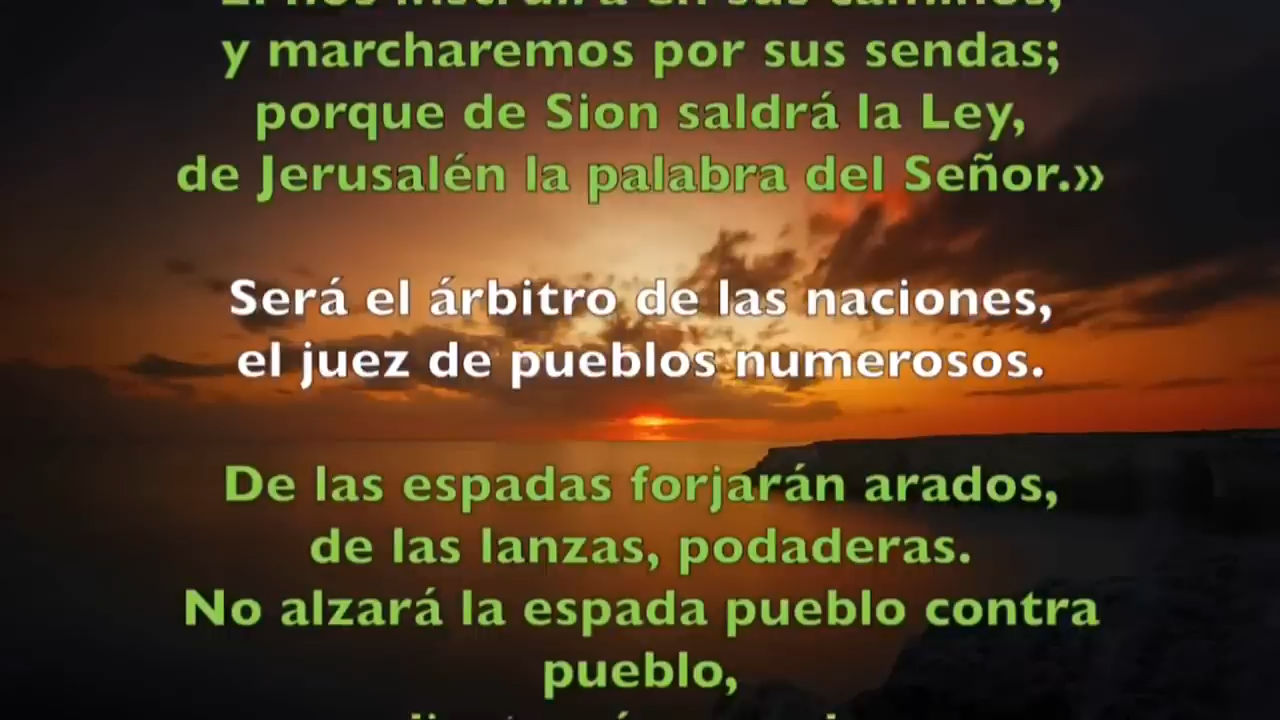 y marcharemos por sus sendas;
porque de Sion saldrá la Ley,
de Jerusalén la palabra del Señor.»
Será el árbitro de las naciones,
el juez de pueblos numerosos.
De las espadas forjarán arados,
de las lanzas, podaderas.
No alzará la espada pueblo contra
pueblo,